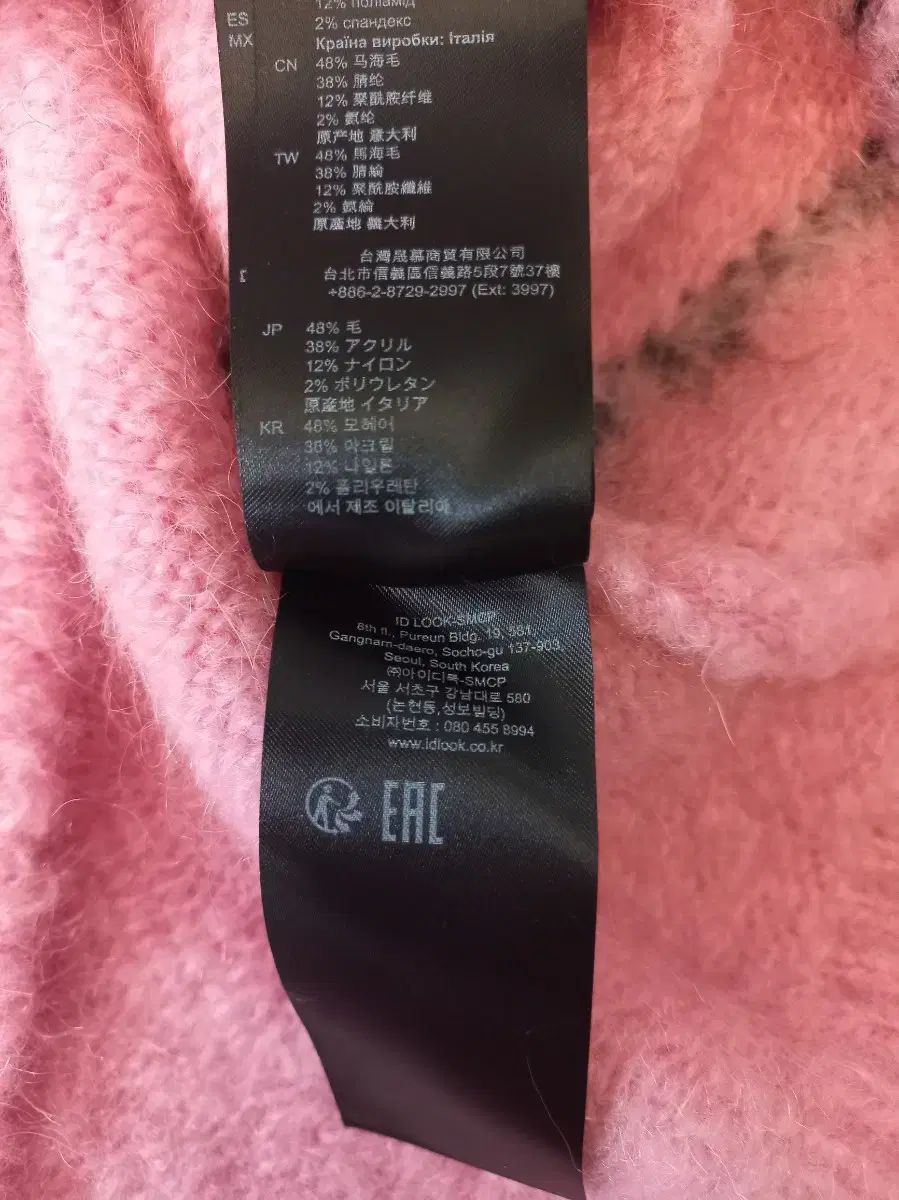 ES
MX
12% поліамід
2% спандекс
Країна виробки: Італія
CN 48% 马海毛
38% 腈纶
12% 聚酰胺纤维
2% 氨纶
原产地 意大利
TW 48% 馬海毛
38% 腈綸
12% 聚酰胺纖維
2% 氨綸
原產地 義大利
台灣晟慕商貿有限公司
台北市信義區信義路5段7號37樓
+886-2-8729-2997 (Ext: 3997)
JP 48% 毛
38% アクリル
12% ナイロン
2% ポリウレタン
原産地 イタリア
KR 48% 모헤어
38% 아크릴
12% 나일론
2% 폴리우레탄
에서 제조 이탈리아
ID LOOK-SMCP
8th fl., Pureun Bldg. 19, 581,
Gangnam-daero, Socho-gu 137-903,
Seoul, South Korea
㈜아이디룩-SMCP
서울 서초구 강남대로 580
(논현동,성보빌딩)
소비자번호 : 080 455 8994
www.idlook.co.kr
EAC